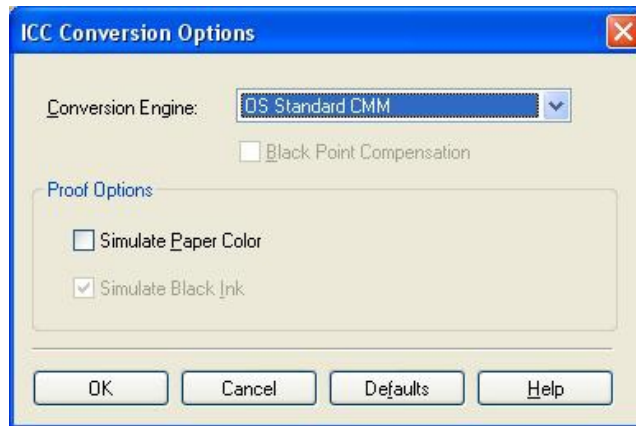 ICC Conversion Options
Conversion Engine: OS Standard CMM
Black Point Compensation
Proof Options
Simulate Paper Color
Simulate Black Ink
OK Cancel Defaults Help